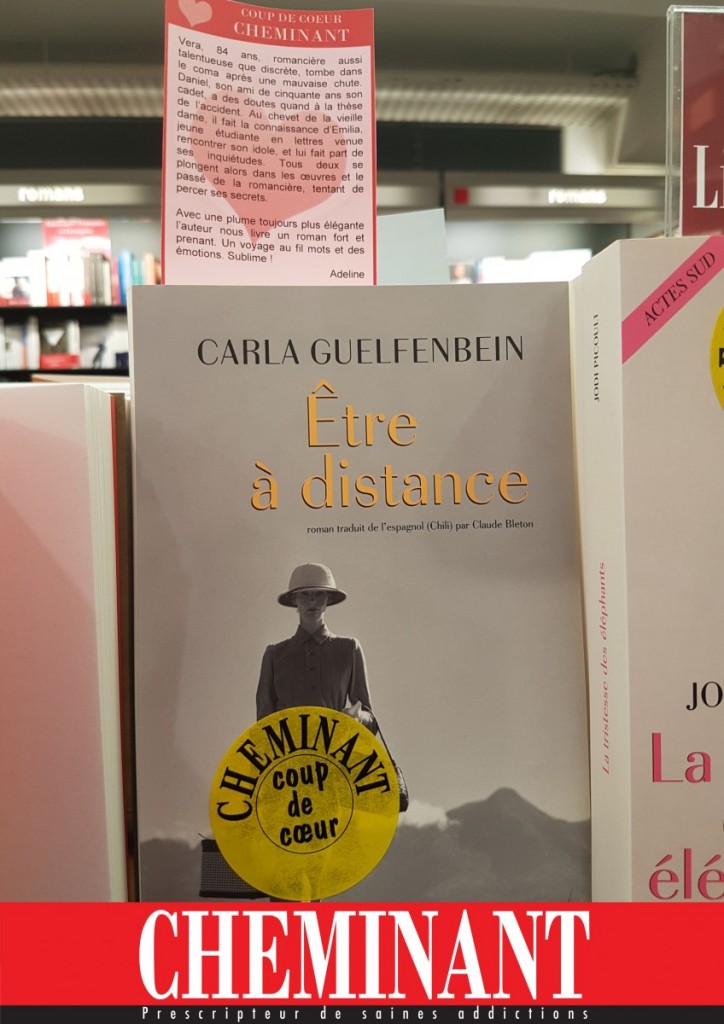 COUP DE COEUR
CHEMINANT
Vera, 84 ans, romancière aussi
talentueuse que discrète, tombe dans
le coma après une mauvaise chute.
Daniel, son ami de cinquante ans son
cadet, a des doutes quand à la thèse
de l'accident. Au chevet de la vieille
dame, il fait la connaissance d'Emilia,
jeune étudiante en lettres venue
rencontrer son idole, et lui fait part de
ses inquiétudes. Tous deux se
plongent alors dans les œuvres et le
passé de la romancière, tentant de
percer ses secrets.
Avec une plume toujours plus élégante
l'auteur nous livre un roman fort et
prenant. Un voyage au fil mots et des
émotions. Sublime !
Adeline
romans
romans
CARLA GUELFENBEIN
Être
à distance
roman traduit de l'espagnol (Chili) par Claude Bleton
CHEMINANT
coup
de
cœur
JODI PICOULT
La tristesse des éléphants
ACTES SUD
JO
La
élé
CHEMINANT
Prescripteur de saines addictions